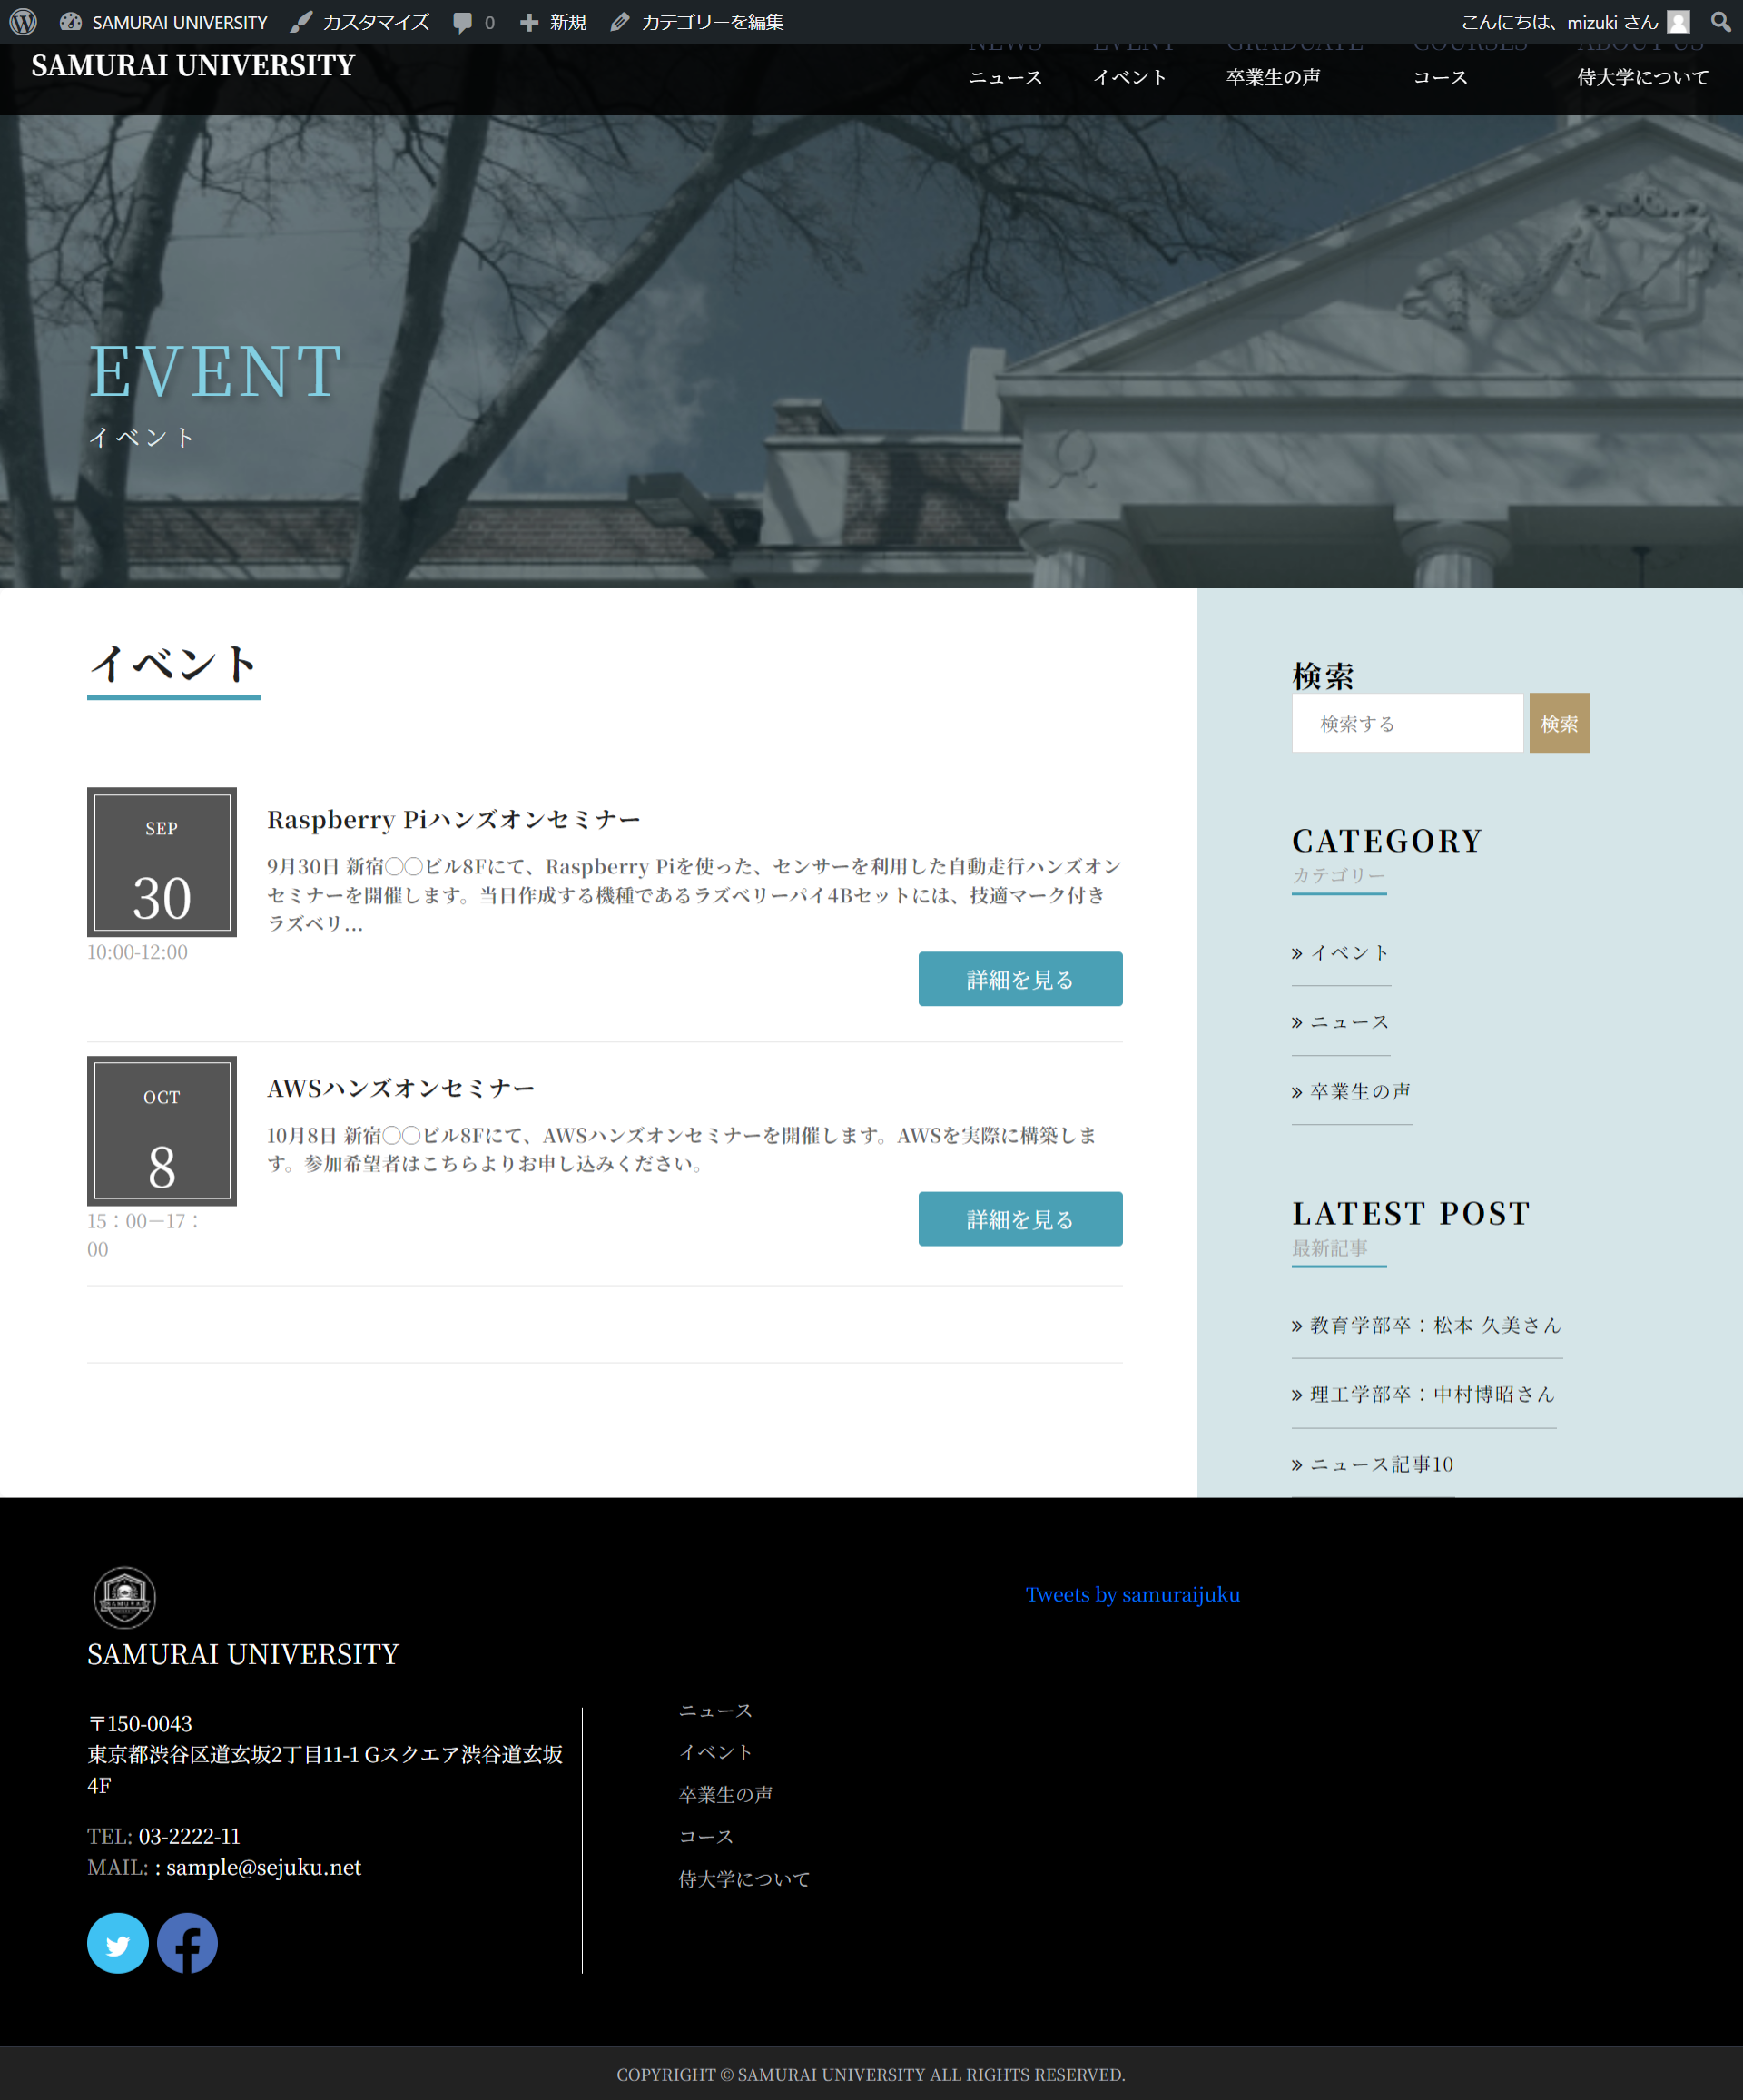 SAMURAI UNIVERSITY カスタマイズ 0 新規 カテゴリーを編集 こんにちは、mizuki さん
SAMURAI UNIVERSITY
NEWS EVENT GRADUATE COURSES ABOUT US
ニュース イベント 卒業生の声 コース 侍大学について
EVENT
イベント
イベント
SEP
30
10:00-12:00
Raspberry Piハンズオンセミナー
9月30日 新宿〇〇ビル8Fにて、Raspberry Piを使った、センサーを利用した自動走行ハンズオン
セミナーを開催します。当日作成する機種であるラズベリーパイ4Bセットには、技適マーク付き
ラズベリ...
詳細を見る
OCT
8
15：00ー17：
00
AWSハンズオンセミナー
10月8日 新宿〇〇ビル8Fにて、AWSハンズオンセミナーを開催します。AWSを実際に構築しま
す。参加希望者はこちらよりお申し込みください。
詳細を見る
検索
検索する 検索
CATEGORY
カテゴリー
» イベント
» ニュース
» 卒業生の声
LATEST POST
最新記事
» 教育学部卒：松本 久美さん
» 理工学部卒：中村博昭さん
» ニュース記事10
SAMURAI UNIVERSITY
〒150-0043
東京都渋谷区道玄坂2丁目11-1 Gスクエア渋谷道玄坂
4F
TEL: 03-2222-11
MAIL: : sample@sejuku.net
ニュース
イベント
卒業生の声
コース
侍大学について
Tweets by samuraijuku
COPYRIGHT © SAMURAI UNIVERSITY ALL RIGHTS RESERVED.